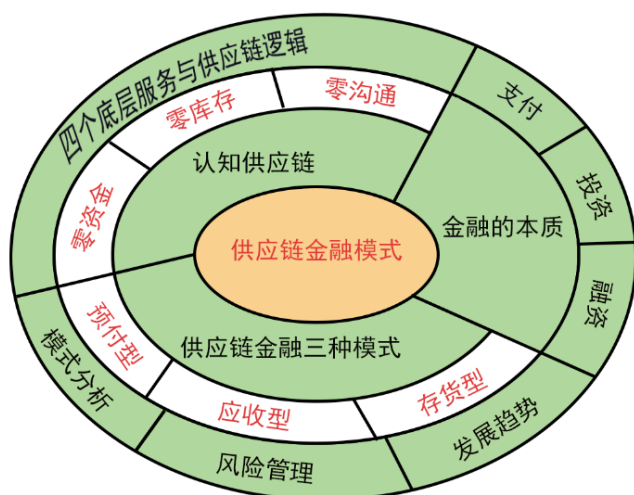 四个底层服务与供应链逻辑
零资金
零库存
零沟通
认知供应链
支付
投资
融资
金融的本质
供应链金融模式
供应链金融三种模式
预付型
应收型
存货型
模式分析
风险管理
发展趋势